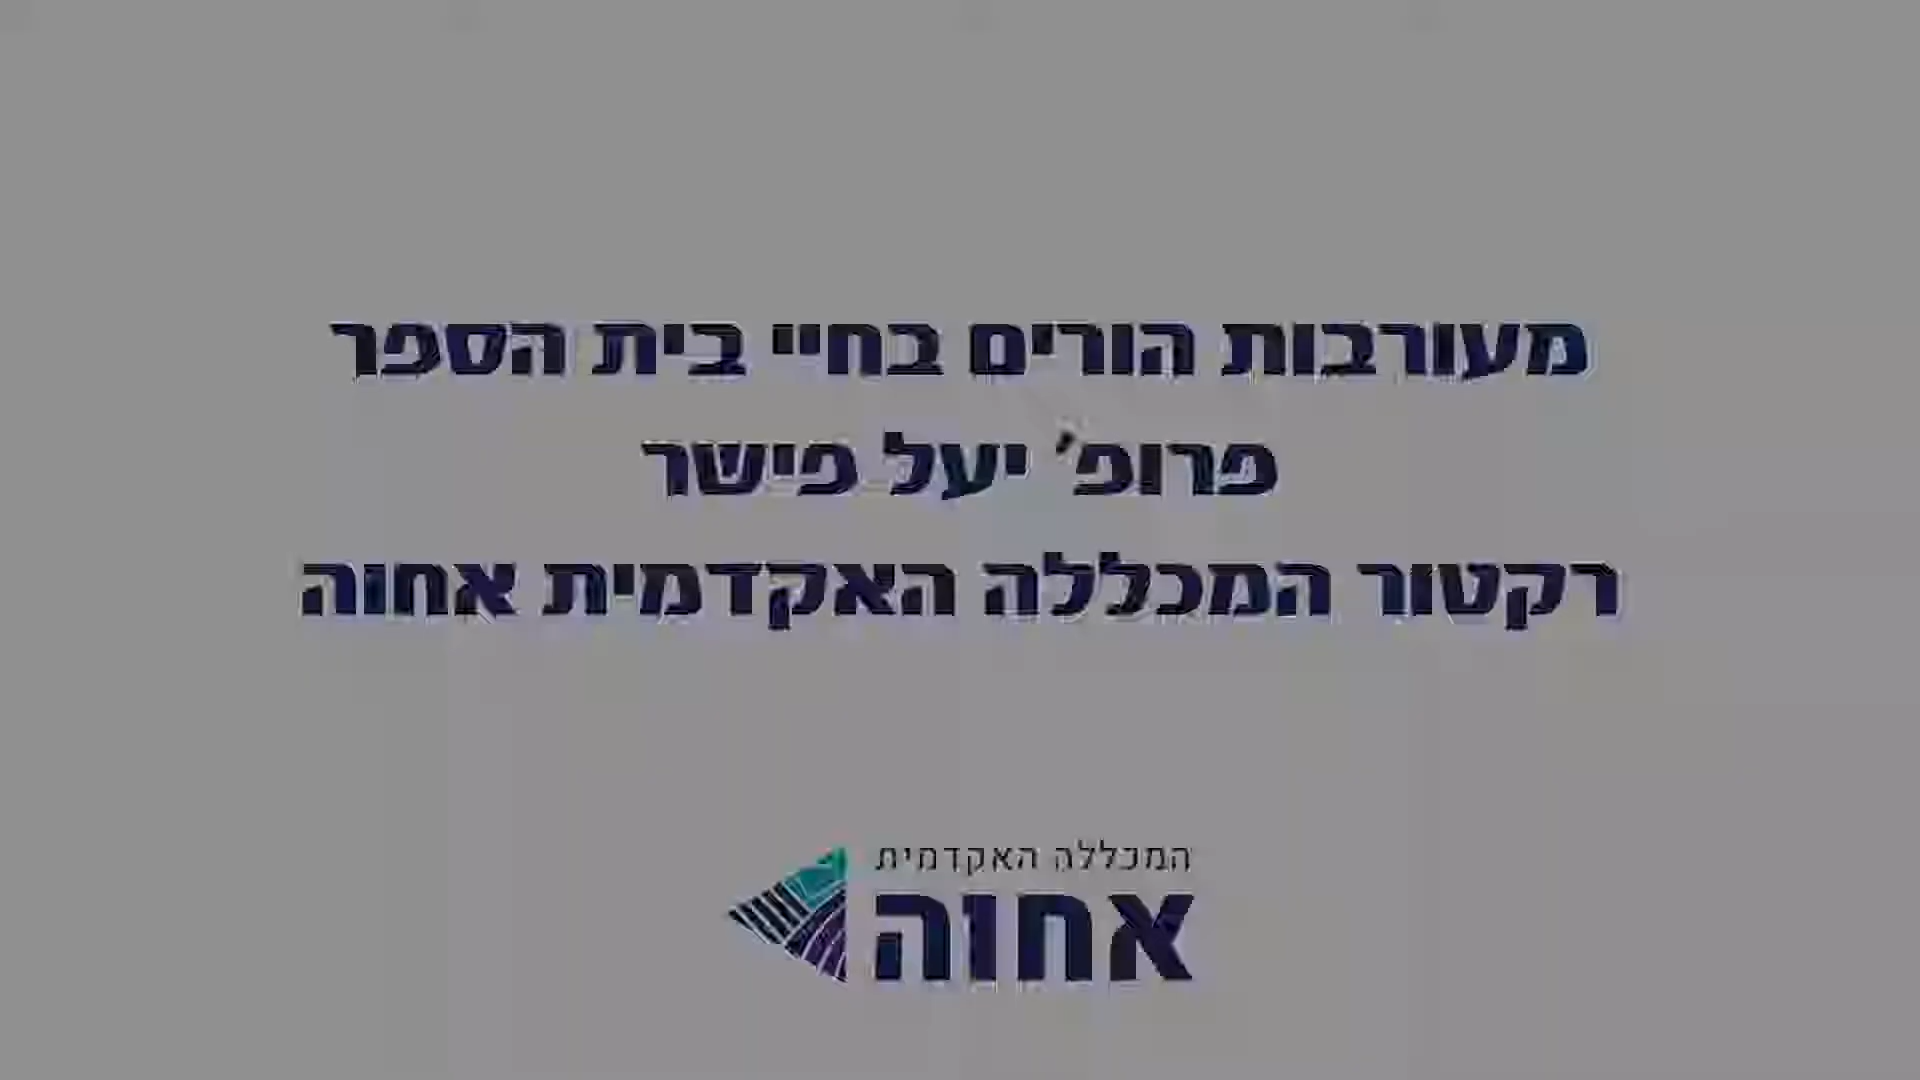 מעורבות הורים בחיי בית הספר
פרופ' יעל פישר
רקטור המכללה האקדמית אחוה
המכללה האקדמית
אחוה